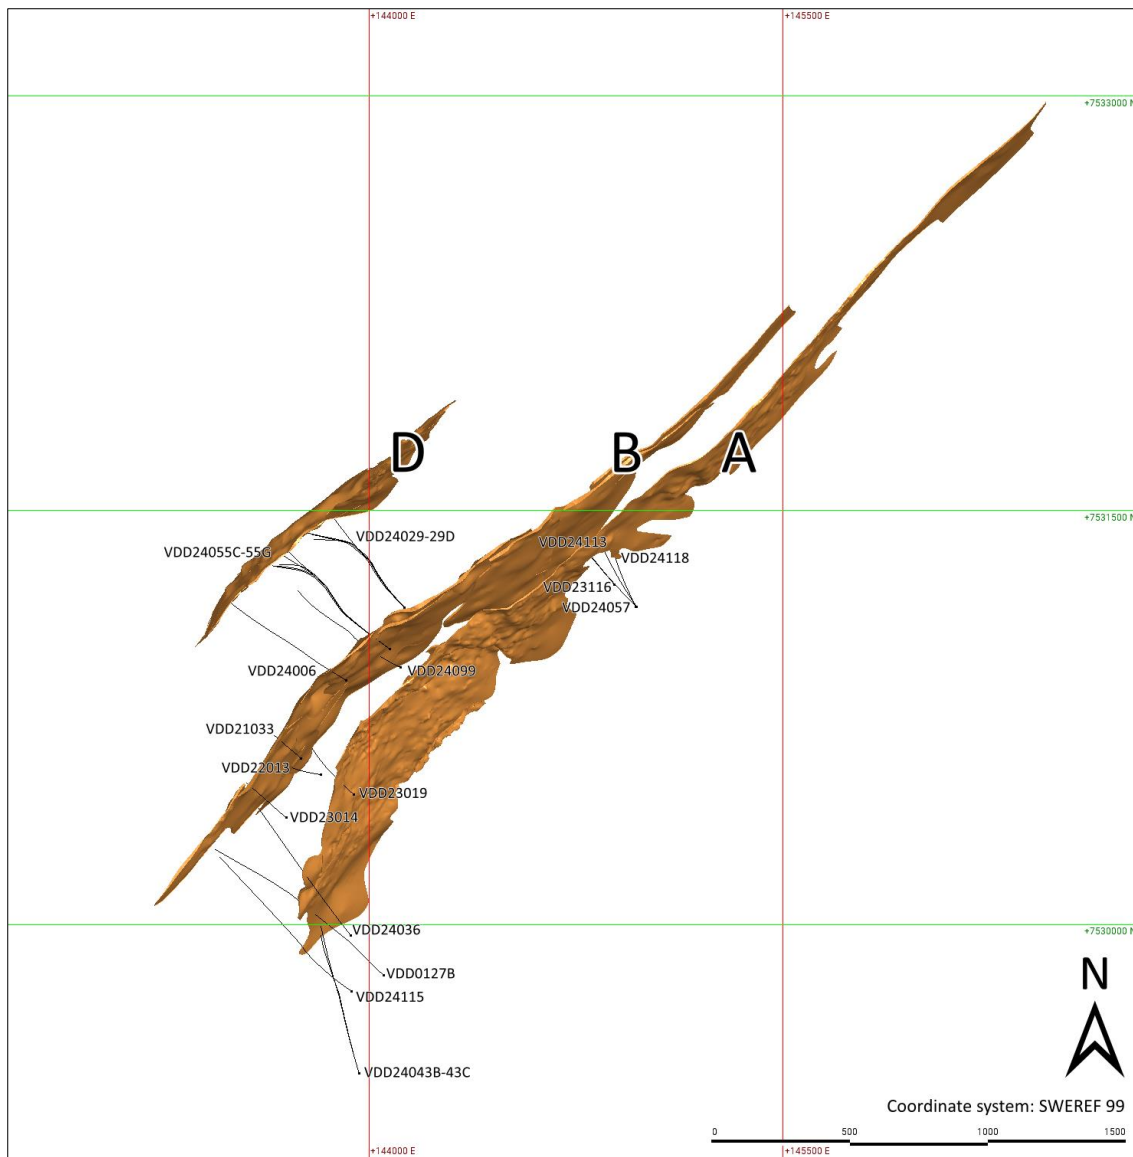 +144000 E
+145500 E
+7533000 N
D
B
A
+7531500 N
VDD24029-29D
VDD24113
VDD24055C-55G
VDD24118
VDD23116
VDD24057
VDD24006
VDD24099
VDD21033
VDD22013
VDD23019
VDD23014
VDD24036
+7530000 N
VDD0127B
N
VDD24115
VDD24043B-43C
Coordinate system: SWEREF 99
0 500 1000 1500
+144000 E
+145500 E